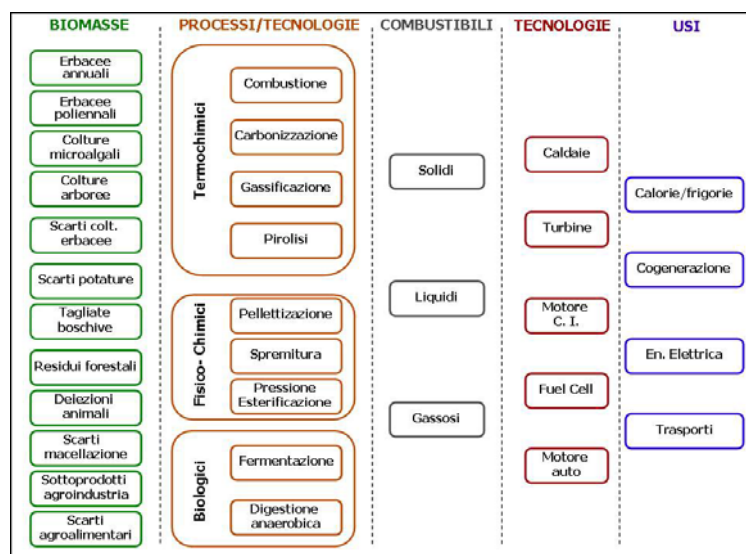 BIOMASSE
Erbacee
annuali
Erbacee
poliennali
Colture
microalgali
Colture
arboree
Scarti colt.
erbacee
Scarti potature
Tagliate
boschive
Residui forestali
Delezioni
animali
Scarti
macellazione
Sottoprodotti
agroindustria
Scarti
agroalimentari
PROCESSI/TECNOLOGIE
Termochimici
Combustione
Carbonizzazione
Gassificazione
Pirolisi
Fisico- Chimici
Pellettizazione
Spremitura
Pressione
Esterificazione
Biologici
Fermentazione
Digestione
anaerobica
COMBUSTIBILI
Solidi
Liquidi
Gassosi
TECNOLOGIE
Caldaie
Turbine
Motore
C. I.
Fuel Cell
Motore
auto
USI
Calorie/frigorie
Cogenerazione
En. Elettrica
Trasporti